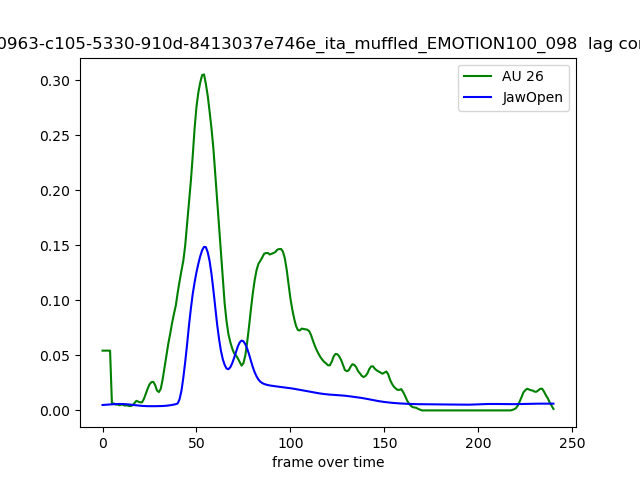 0963-c105-5330-910d-8413037e746e_ita_muffled_EMOTION100_098 lag
AU 26
JawOpen
0.30
0.25
0.20
0.15
0.10
0.05
0.00
0 50 100 150 200 250
frame over time